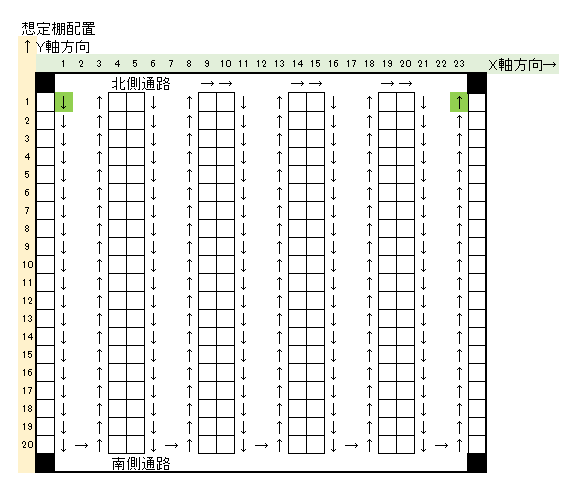 想定棚配置
↑Y軸方向
1 2 3 4 5 6 7 8 9 10 11 12 13 14 15 16 17 18 19 20 21 22 23 X軸方向→
北側通路 →→ →→ →→
1 ↓ ↑ ↓ ↑ ↓ ↑ ↓ ↑ ↓ ↑
2 ↓ ↑ ↓ ↑ ↓ ↑ ↓ ↑ ↓ ↑
3 ↓ ↑ ↓ ↑ ↓ ↑ ↓ ↑ ↓ ↑
4 ↓ ↑ ↓ ↑ ↓ ↑ ↓ ↑ ↓ ↑
5 ↓ ↑ ↓ ↑ ↓ ↑ ↓ ↑ ↓ ↑
6 ↓ ↑ ↓ ↑ ↓ ↑ ↓ ↑ ↓ ↑
7 ↓ ↑ ↓ ↑ ↓ ↑ ↓ ↑ ↓ ↑
8 ↓ ↑ ↓ ↑ ↓ ↑ ↓ ↑ ↓ ↑
9 ↓ ↑ ↓ ↑ ↓ ↑ ↓ ↑ ↓ ↑
10 ↓ ↑ ↓ ↑ ↓ ↑ ↓ ↑ ↓ ↑
11 ↓ ↑ ↓ ↑ ↓ ↑ ↓ ↑ ↓ ↑
12 ↓ ↑ ↓ ↑ ↓ ↑ ↓ ↑ ↓ ↑
13 ↓ ↑ ↓ ↑ ↓ ↑ ↓ ↑ ↓ ↑
14 ↓ ↑ ↓ ↑ ↓ ↑ ↓ ↑ ↓ ↑
15 ↓ ↑ ↓ ↑ ↓ ↑ ↓ ↑ ↓ ↑
16 ↓ ↑ ↓ ↑ ↓ ↑ ↓ ↑ ↓ ↑
17 ↓ ↑ ↓ ↑ ↓ ↑ ↓ ↑ ↓ ↑
18 ↓ ↑ ↓ ↑ ↓ ↑ ↓ ↑ ↓ ↑
19 ↓ ↑ ↓ ↑ ↓ ↑ ↓ ↑ ↓ ↑
20 ↓ → ↑ ↓ → ↑ ↓ → ↑ ↓ → ↑ ↓ → ↑
南側通路